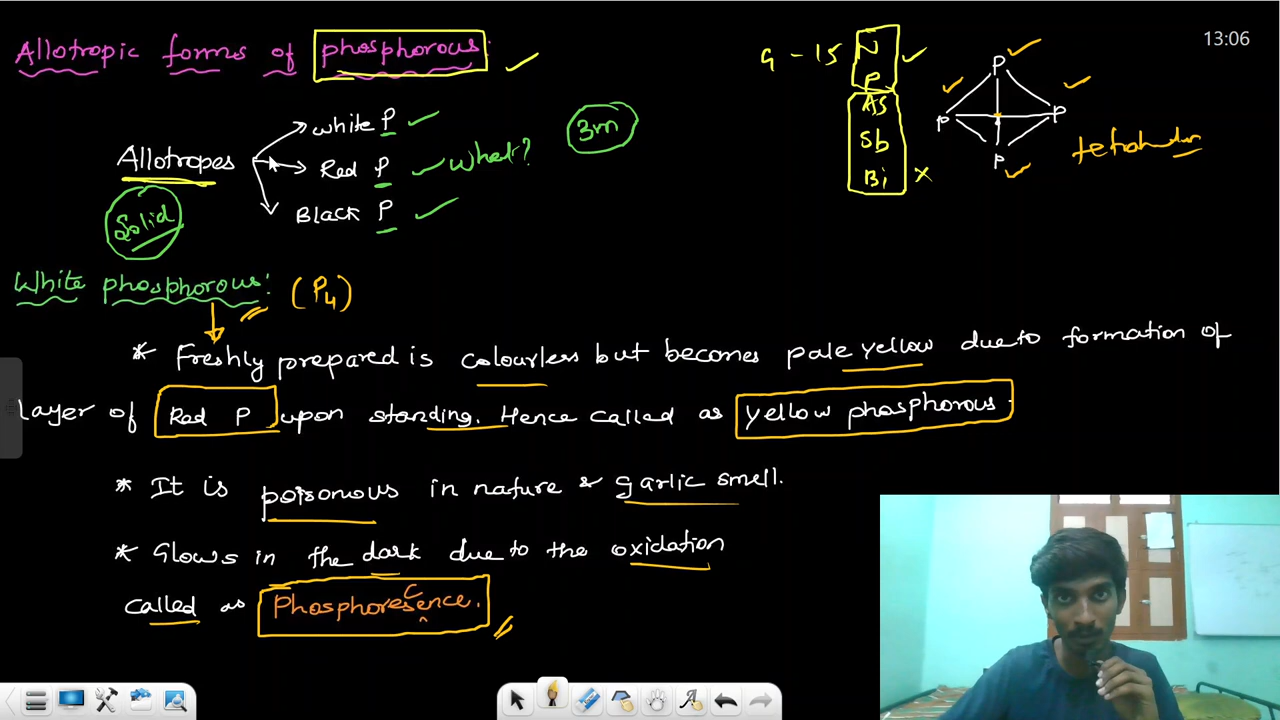 Allotropic forms of phosphorous:
13:06
G - 15
N
P
As
Sb
Bi
P
P
P
P
Allotropes
White P
Red P
Black P
What?
3m
Solid
White phosphorous: (P4)
* Freshly prepared is colourless but becomes pale yellow due to formation of
layer of Red P upon standing. Hence called as yellow phosphorous.
* It is poisonous in nature & garlic smell.
* Glows in the dark due to the oxidation
called as Phosphorescence.